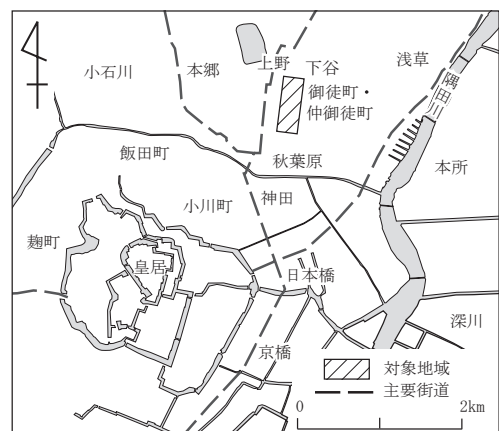 小石川
本郷
上野
下谷
浅草
御徒町・
仲御徒町
隅田川
飯田町
秋葉原
本所
小川町
神田
麹町
皇居
日本橋
深川
京橋
対象地域
主要街道
0
2km